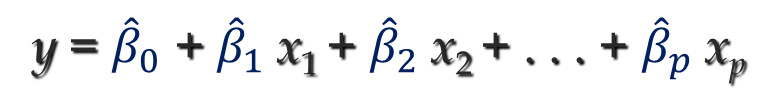 y = β̂₀ + β̂₁ x₁ + β̂₂ x₂ + . . . + β̂ₚ xₚ